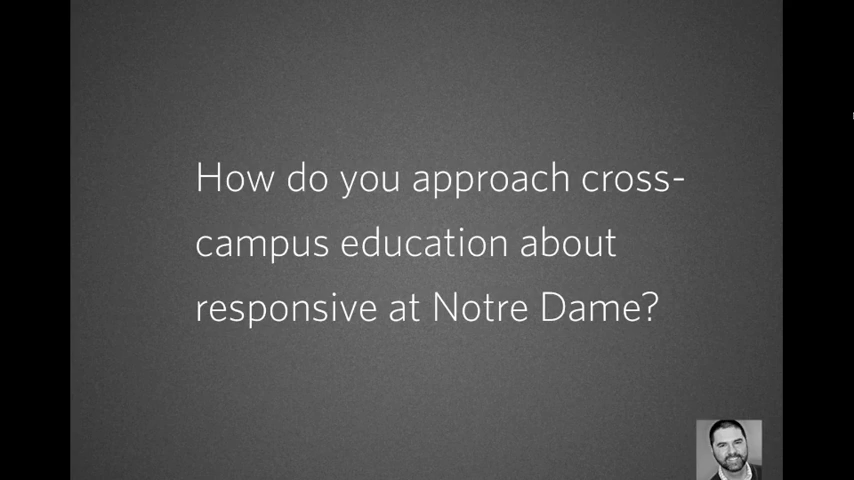 How do you approach cross-
campus education about
responsive at Notre Dame?